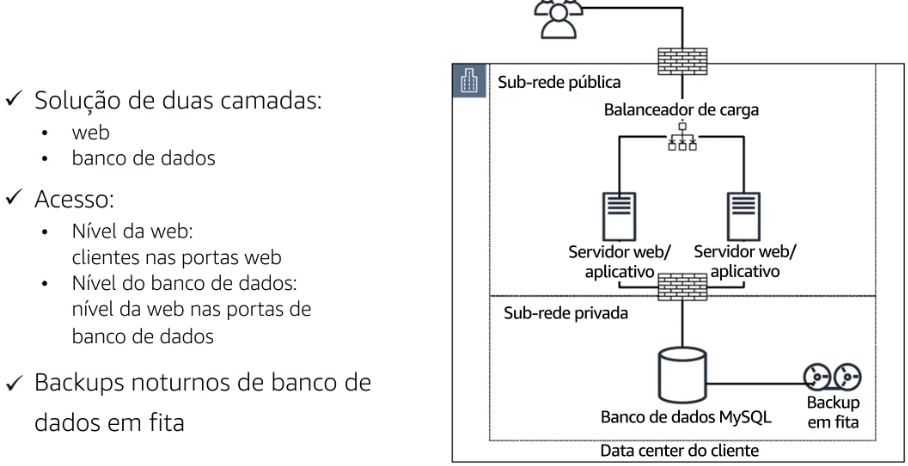 ✓ Solução de duas camadas:
• web
• banco de dados
✓ Acesso:
• Nível da web:
clientes nas portas web
• Nível do banco de dados:
nível da web nas portas de
banco de dados
✓ Backups noturnos de banco de
dados em fita
Sub-rede pública
Balanceador de carga
Servidor web/
aplicativo
Servidor web/
aplicativo
Sub-rede privada
Banco de dados MySQL
Backup
em fita
Data center do cliente